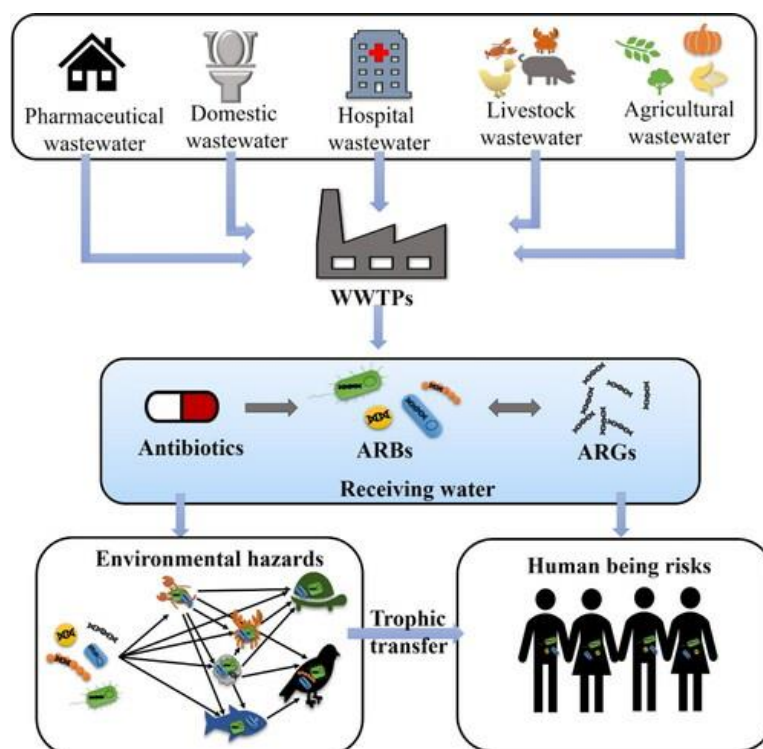 Pharmaceutical wastewater
Domestic wastewater
Hospital wastewater
Livestock wastewater
Agricultural wastewater
WWTPs
Antibiotics
ARBs
ARGs
Receiving water
Environmental hazards
Trophic transfer
Human being risks